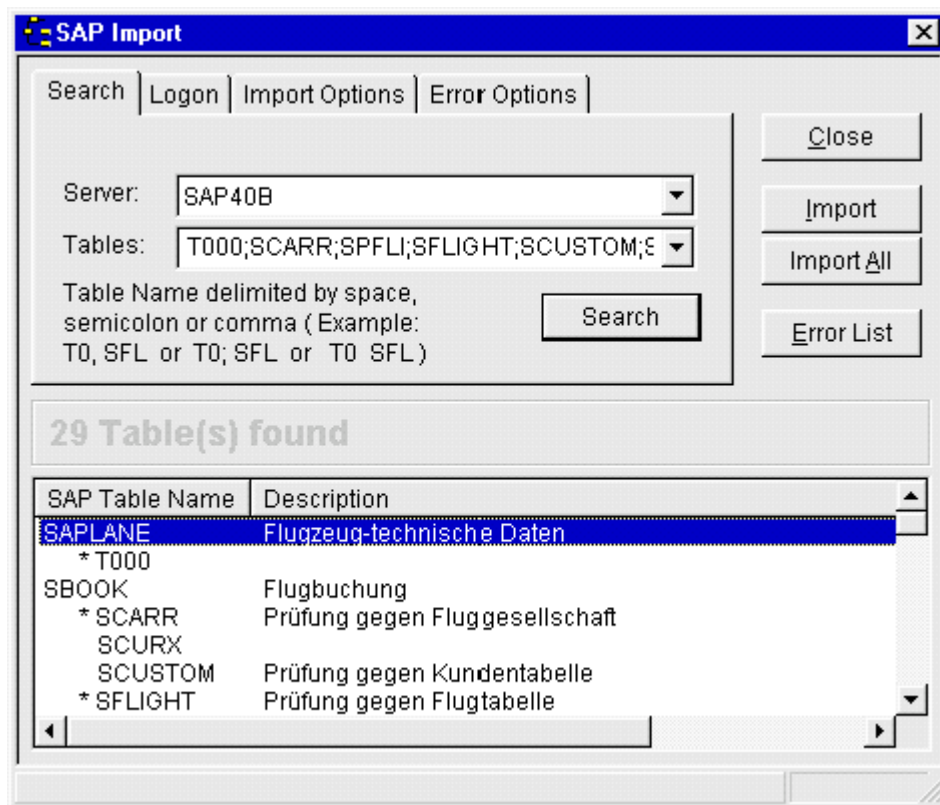 SAP Import
Search Logon Import Options Error Options
Close
Server: SAP40B
Import
Tables: T000;SCARR;SPFLI;SFLIGHT;SCUSTOM;S
Import All
Table Name delimited by space,
semicolon or comma ( Example:
T0, SFL or T0; SFL or T0 SFL )
Search
Error List
29 Table(s) found
SAP Table Name Description
SAPLANE Flugzeug-technische Daten
* T000
SBOOK Flugbuchung
* SCARR Prüfung gegen Fluggesellschaft
SCURX
SCUSTOM Prüfung gegen Kundentabelle
* SFLIGHT Prüfung gegen Flugtabelle